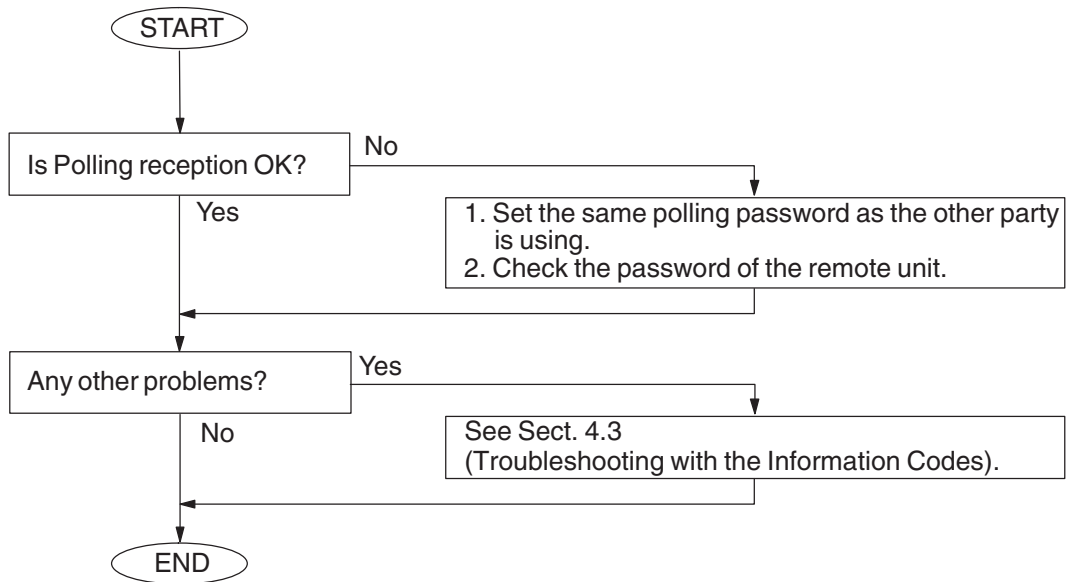 START
Is Polling reception OK?
No
Yes
1. Set the same polling password as the other party
is using.
2. Check the password of the remote unit.
Any other problems?
Yes
No
See Sect. 4.3
(Troubleshooting with the Information Codes).
END